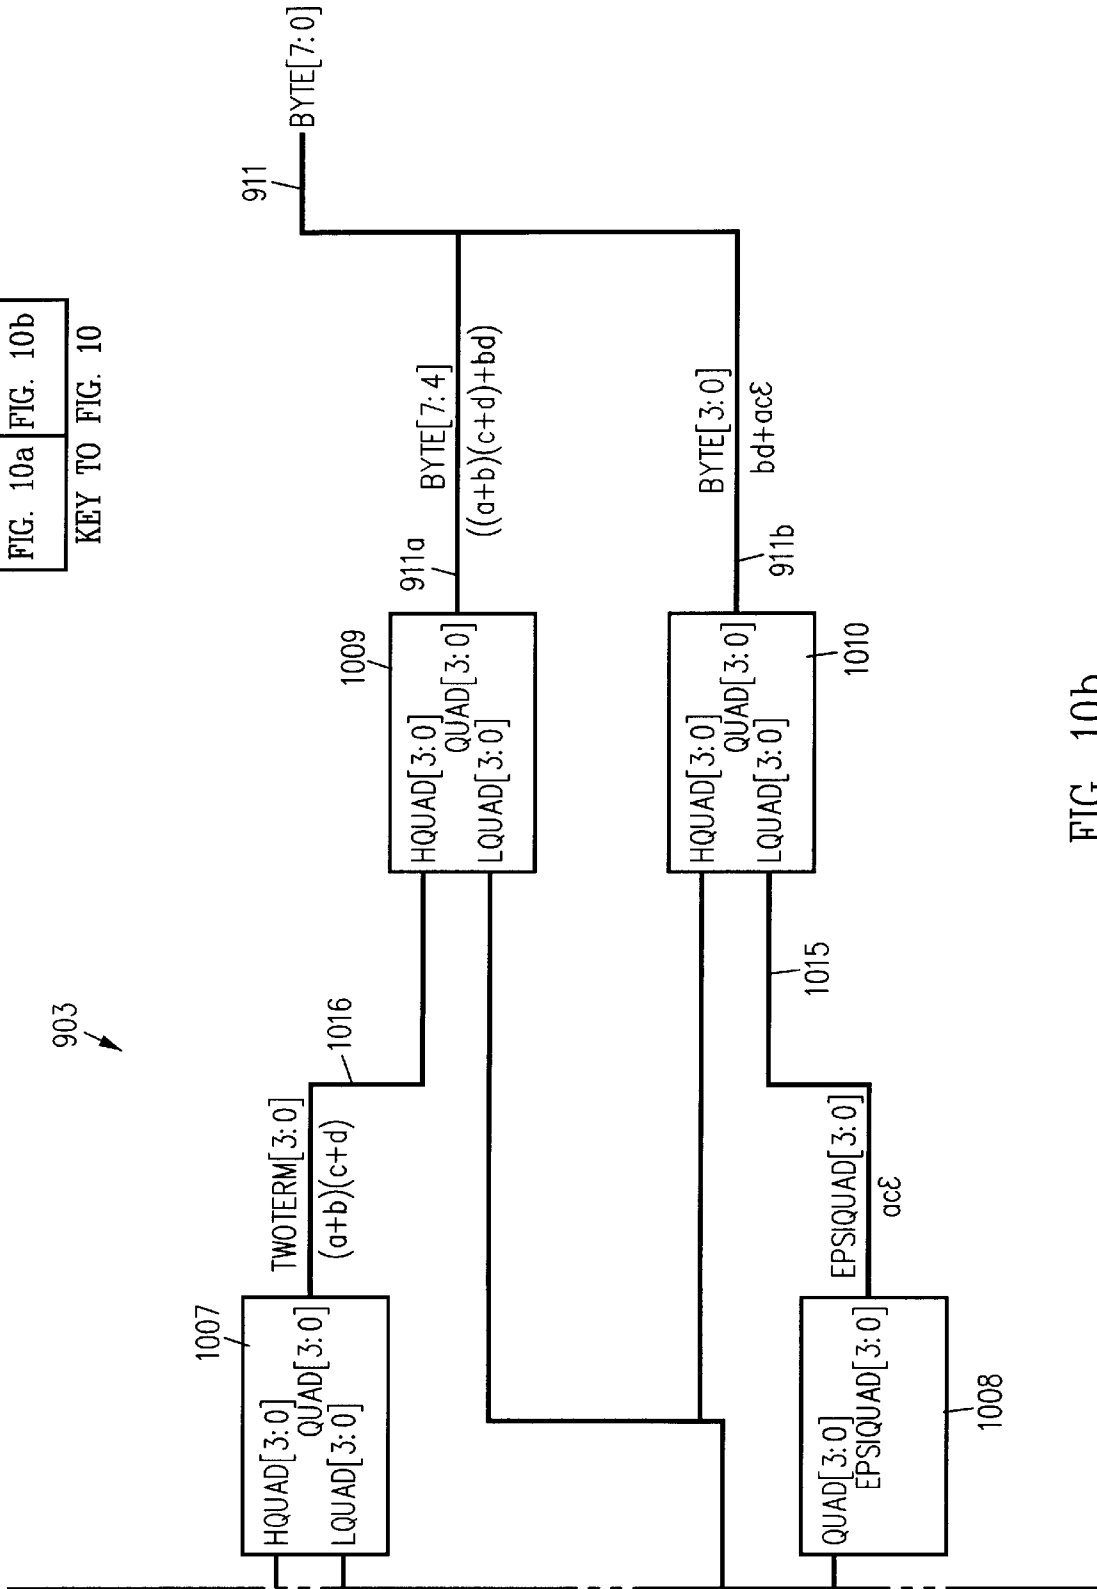 FIG. 10a FIG. 10b
KEY TO FIG. 10
903
1007
HQUAD[3:0]
QUAD[3:0]
LQUAD[3:0]
TWOTERM[3:0]
(a+b)(c+d)
1016
1009
HQUAD[3:0]
QUAD[3:0]
LQUAD[3:0]
911a
BYTE[7:4]
((a+b)(c+d)+bd)
911
BYTE[7:0]
QUAD[3:0]
EPSIQUAD[3:0]
1008
EPSIQUAD[3:0]
acƐ
1015
HQUAD[3:0]
QUAD[3:0]
LQUAD[3:0]
1010
911b
BYTE[3:0]
bd+acƐ
FIG. 10b